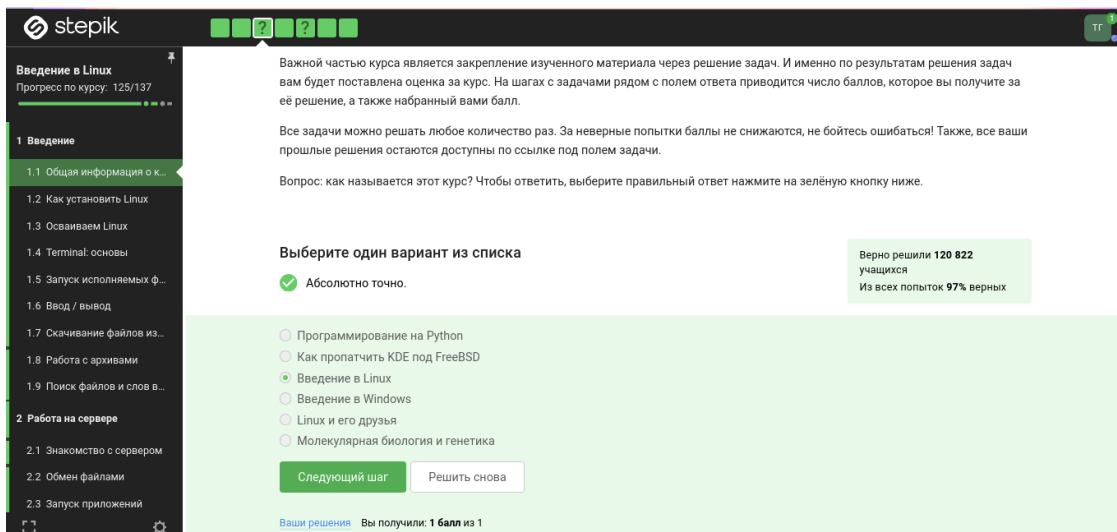 stepik
?
?
ТГ
1
Введение в Linux
Прогресс по курсу: 125/137
1 Введение
1.1 Общая информация о к...
1.2 Как установить Linux
1.3 Осваиваем Linux
1.4 Terminal: основы
1.5 Запуск исполняемых ф...
1.6 Ввод / вывод
1.7 Скачивание файлов из...
1.8 Работа с архивами
1.9 Поиск файлов и слов в...
2 Работа на сервере
2.1 Знакомство с сервером
2.2 Обмен файлами
2.3 Запуск приложений
Важной частью курса является закрепление изученного материала через решение задач. И именно по результатам решения задач
вам будет поставлена оценка за курс. На шагах с задачами рядом с полем ответа приводится число баллов, которое вы получите за
её решение, а также набранный вами балл.
Все задачи можно решать любое количество раз. За неверные попытки баллы не снижаются, не бойтесь ошибаться! Также, все ваши
прошлые решения остаются доступны по ссылке под полем задачи.
Вопрос: как называется этот курс? Чтобы ответить, выберите правильный ответ нажмите на зелёную кнопку ниже.
Выберите один вариант из списка
Абсолютно точно.
Верно решили 120 822
учащихся
Из всех попыток 97% верных
Программирование на Python
Как пропатчить KDE под FreeBSD
Введение в Linux
Введение в Windows
Linux и его друзья
Молекулярная биология и генетика
Следующий шаг
Решить снова
Ваши решения Вы получили: 1 балл из 1